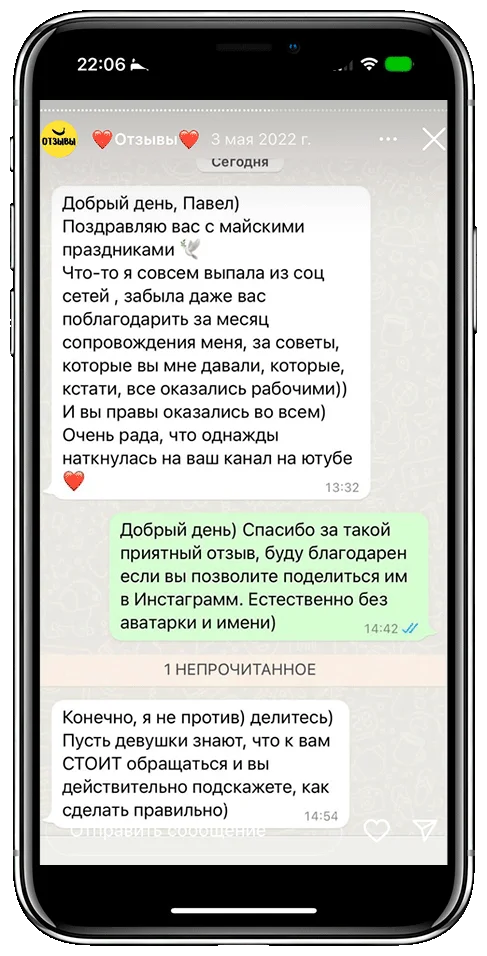 22:06
ОТЗЫВЫ
❤️Отзывы❤️ 3 мая 2022 г.
Сегодня
Добрый день, Павел)
Поздравляю вас с майскими
праздниками 🕊️
Что-то я совсем выпала из соц
сетей , забыла даже вас
поблагодарить за месяц
сопровождения меня, за советы,
которые вы мне давали, которые,
кстати, все оказались рабочими))
И вы правы оказались во всем)
Очень рада, что однажды
наткнулась на ваш канал на ютубе
❤️
13:32
Добрый день) Спасибо за такой
приятный отзыв, буду благодарен
если вы позволите поделиться им
в Инстаграмм. Естественно без
аватарки и имени)
14:42
1 НЕПРОЧИТАННОЕ
Конечно, я не против) делитесь)
Пусть девушки знают, что к вам
СТОИТ обращаться и вы
действительно подскажете, как
сделать правильно)
14:54
Отправить сообщение